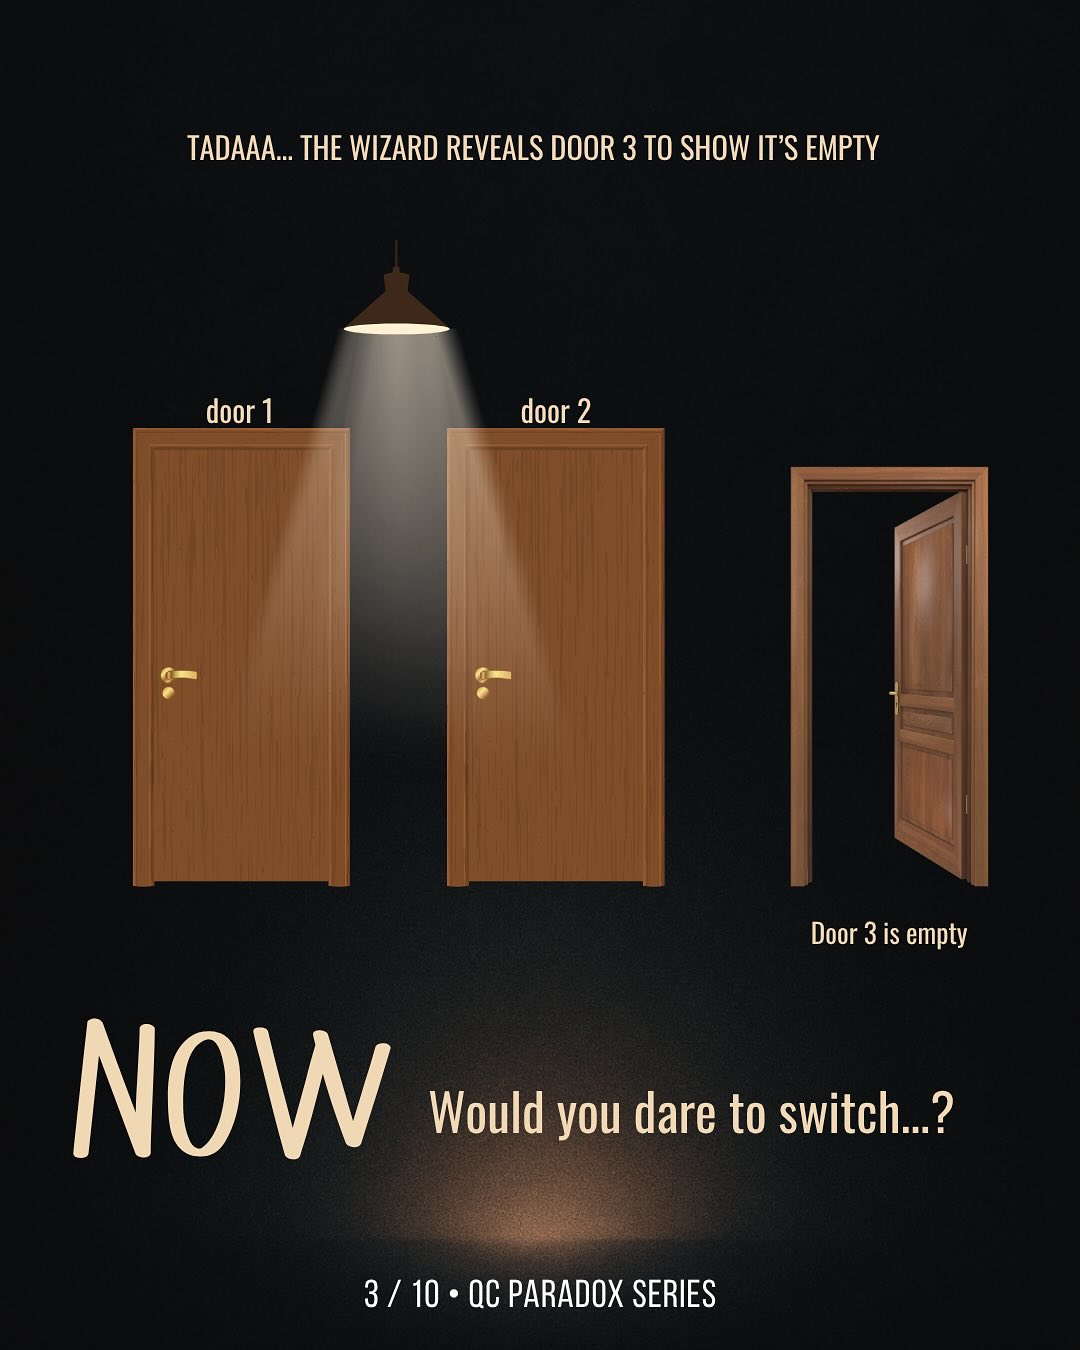 TADAAA... THE WIZARD REVEALS DOOR 3 TO SHOW IT’S EMPTY
door 1
door 2
Door 3 is empty
NOW
Would you dare to switch...?
3 / 10 • QC PARADOX SERIES